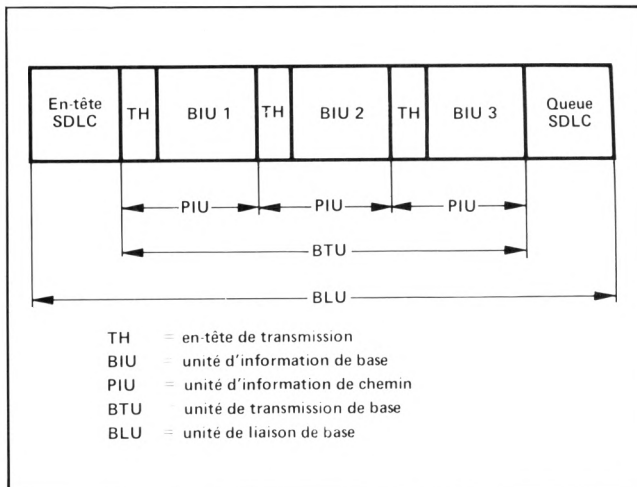 En-tête SDLC TH BIU 1 TH BIU 2 TH BIU 3 Queue SDLC
PIU PIU PIU
BTU
BLU
TH = en-tête de transmission
BIU = unité d'information de base
PIU = unité d'information de chemin
BTU = unité de transmission de base
BLU = unité de liaison de base